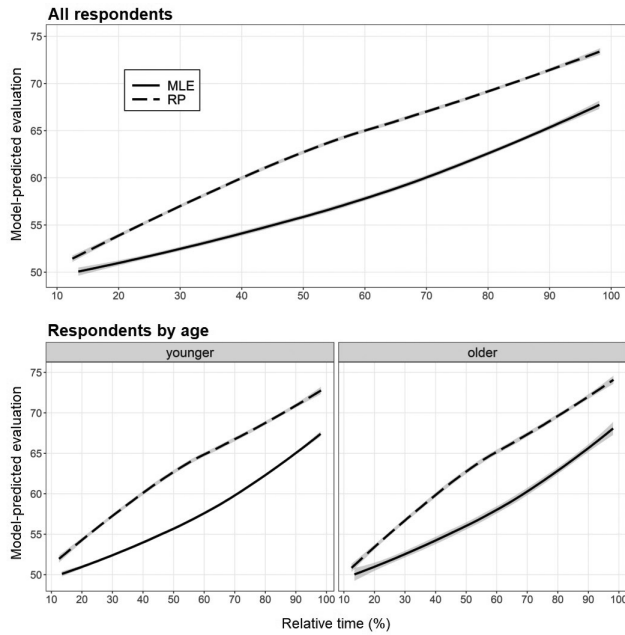 All respondents
Model-predicted evaluation
75
70
65
60
55
50
MLE
RP
10 20 30 40 50 60 70 80 90 100
Respondents by age
younger older
Model-predicted evaluation
75
70
65
60
55
50
10 20 30 40 50 60 70 80 90 100 10 20 30 40 50 60 70 80 90 100
Relative time (%)